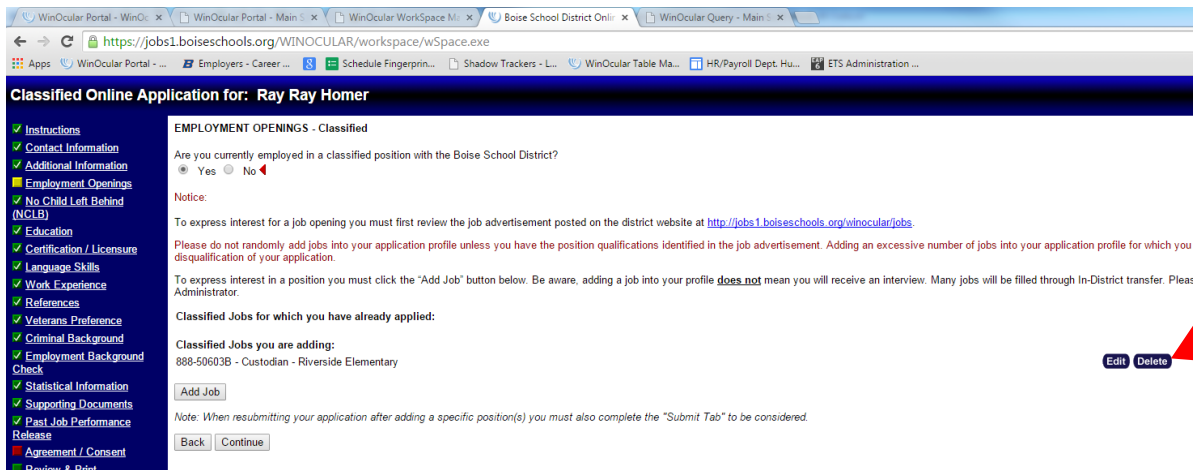 WinOcular Portal - WinOc
WinOcular Portal - Main S
WinOcular WorkSpace Ma
Boise School District Onlin
WinOcular Query - Main S
https://jobs1.boiseschools.org/WINOCULAR/workspace/wSpace.exe
Apps WinOcular Portal - ... Employers - Career ... Schedule Fingerprin... Shadow Trackers - L... WinOcular Table Ma... HR/Payroll Dept. Hu... ETS Administration ...
Classified Online Application for: Ray Ray Homer
Instructions
Contact Information
Additional Information
Employment Openings
No Child Left Behind
(NCLB)
Education
Certification / Licensure
Language Skills
Work Experience
References
Veterans Preference
Criminal Background
Employment Background
Check
Statistical Information
Supporting Documents
Past Job Performance
Release
Agreement / Consent
Review & Print
EMPLOYMENT OPENINGS - Classified
Are you currently employed in a classified position with the Boise School District?
Yes No
Notice:
To express interest for a job opening you must first review the job advertisement posted on the district website at http://jobs1.boiseschools.org/winocular/jobs.
Please do not randomly add jobs into your application profile unless you have the position qualifications identified in the job advertisement. Adding an excessive number of jobs into your application profile for which you
disqualification of your application.
To express interest in a position you must click the "Add Job" button below. Be aware, adding a job into your profile does not mean you will receive an interview. Many jobs will be filled through In-District transfer. Pleas
Administrator.
Classified Jobs for which you have already applied:
Classified Jobs you are adding:
888-50603B - Custodian - Riverside Elementary
Edit Delete
Add Job
Note: When resubmitting your application after adding a specific position(s) you must also complete the "Submit Tab" to be considered.
Back Continue